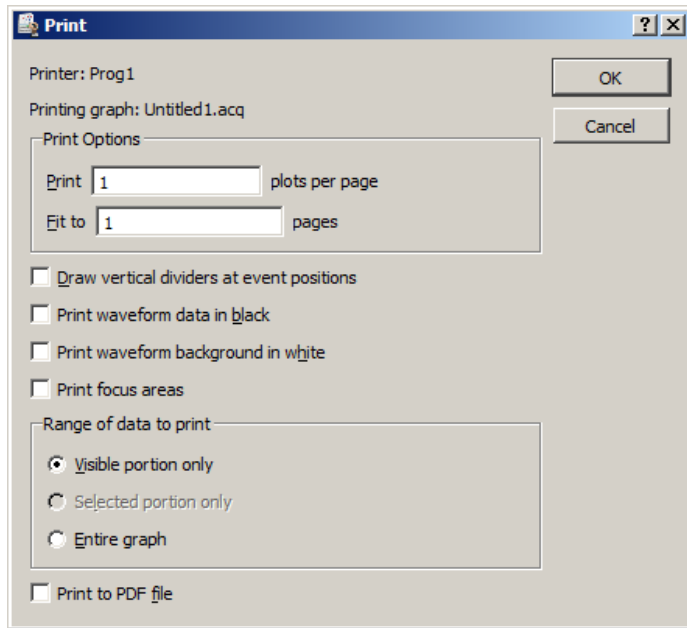 Print
Printer: Prog1
OK
Printing graph: Untitled1.acq
Cancel
Print Options
Print 1 plots per page
Fit to 1 pages
Draw vertical dividers at event positions
Print waveform data in black
Print waveform background in white
Print focus areas
Range of data to print
Visible portion only
Selected portion only
Entire graph
Print to PDF file